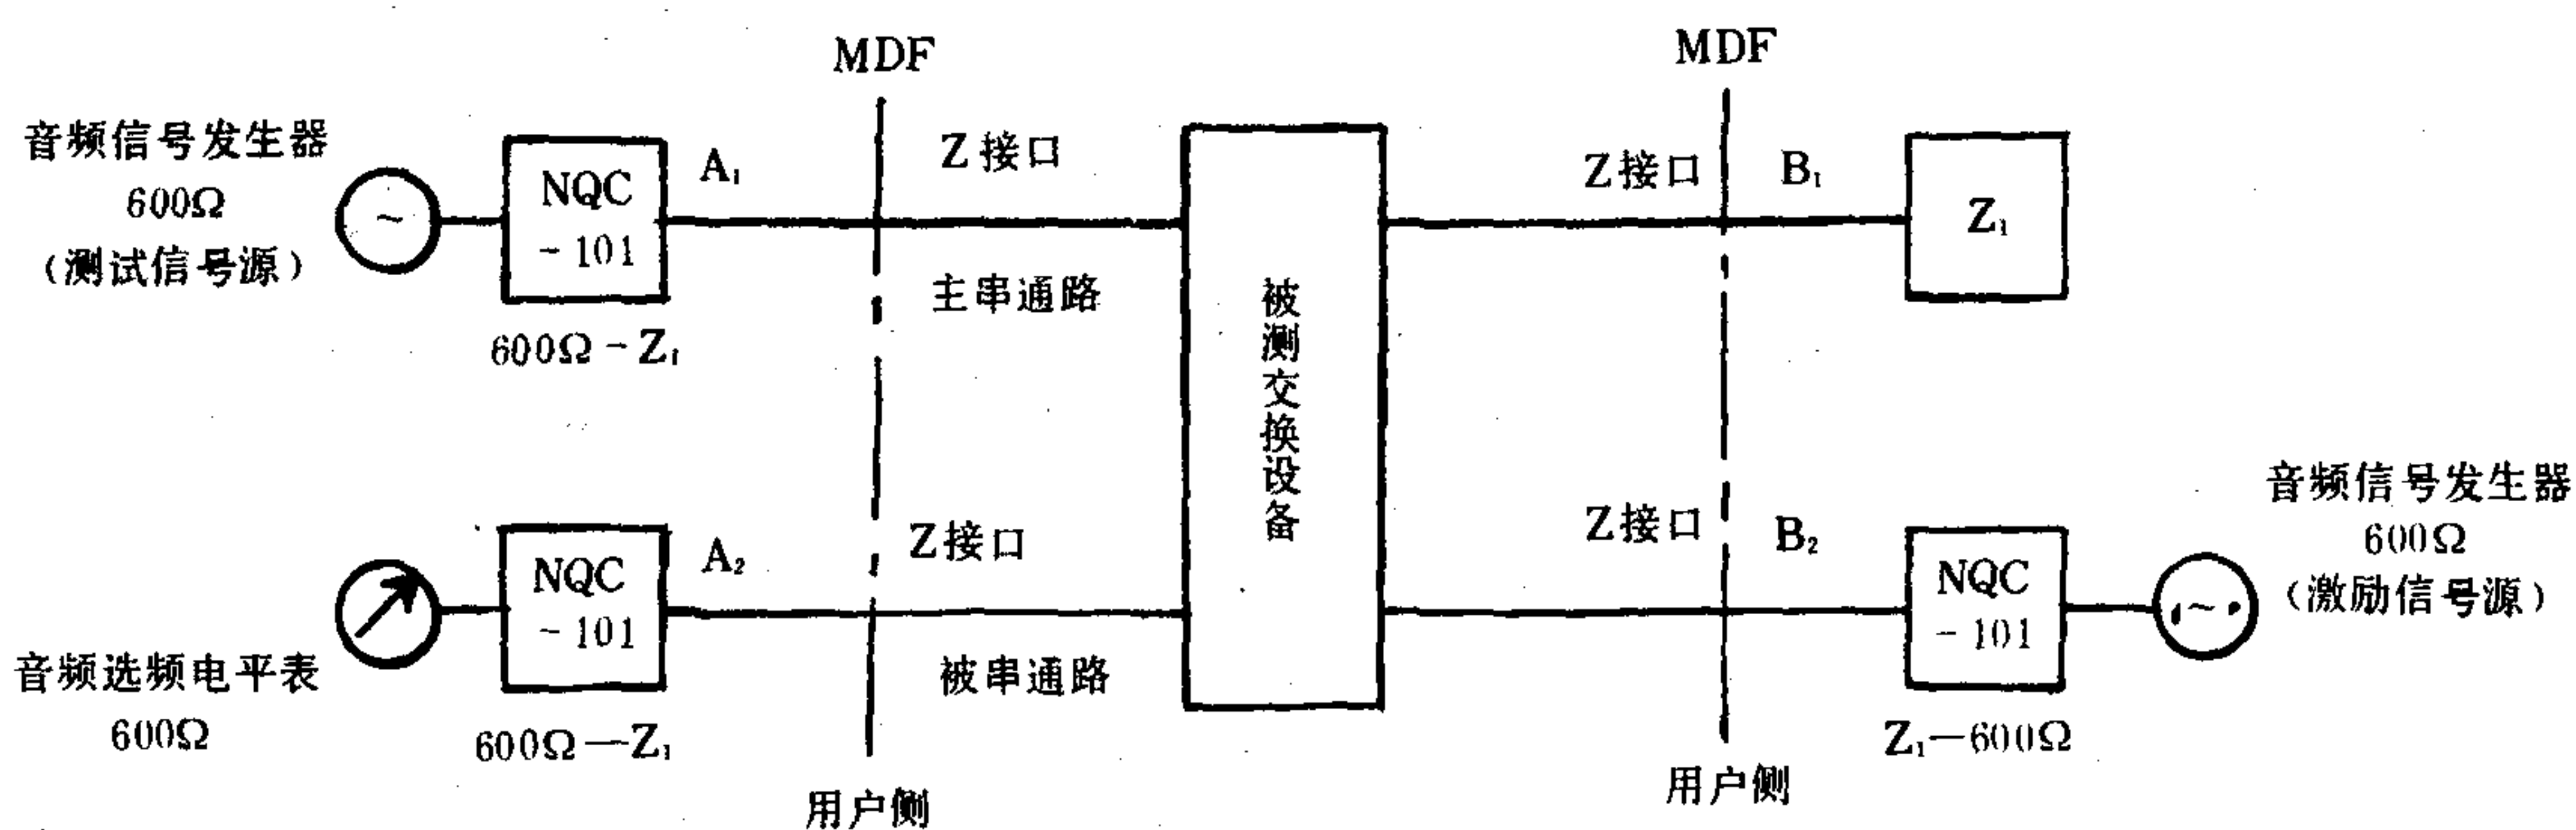 MDF
MDF
音频信号发生器
600Ω
（测试信号源）
NQC
-101
600Ω-Z₁
A₁
Z接口
主串通路
被测交换设备
Z接口
B₁
Z₁
音频选频电平表
600Ω
NQC
-101
600Ω—Z₁
A₂
Z接口
被串通路
用户侧
Z接口
B₂
NQC
-101
Z₁—600Ω
用户侧
音频信号发生器
600Ω
（激励信号源）